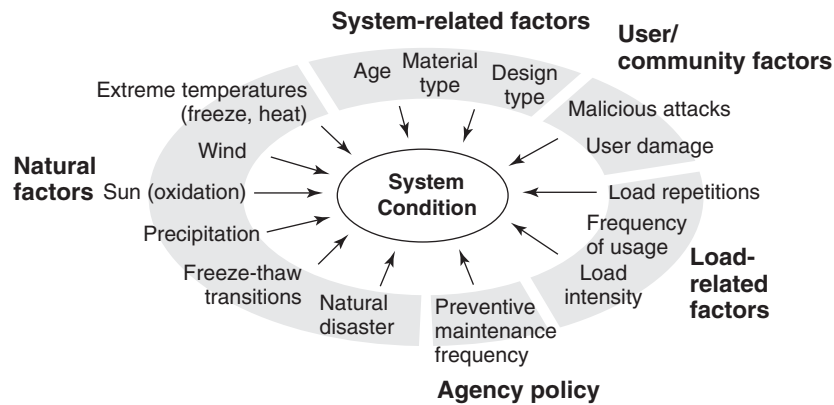 System-related factors
User/
community factors
Age
Material
type
Design
type
Extreme temperatures
(freeze, heat)
Malicious attacks
Wind
User damage
Natural
factors
Sun (oxidation)
System
Condition
Load repetitions
Precipitation
Frequency
of usage
Load-
related
factors
Freeze-thaw
transitions
Load
intensity
Natural
disaster
Preventive
maintenance
frequency
Agency policy